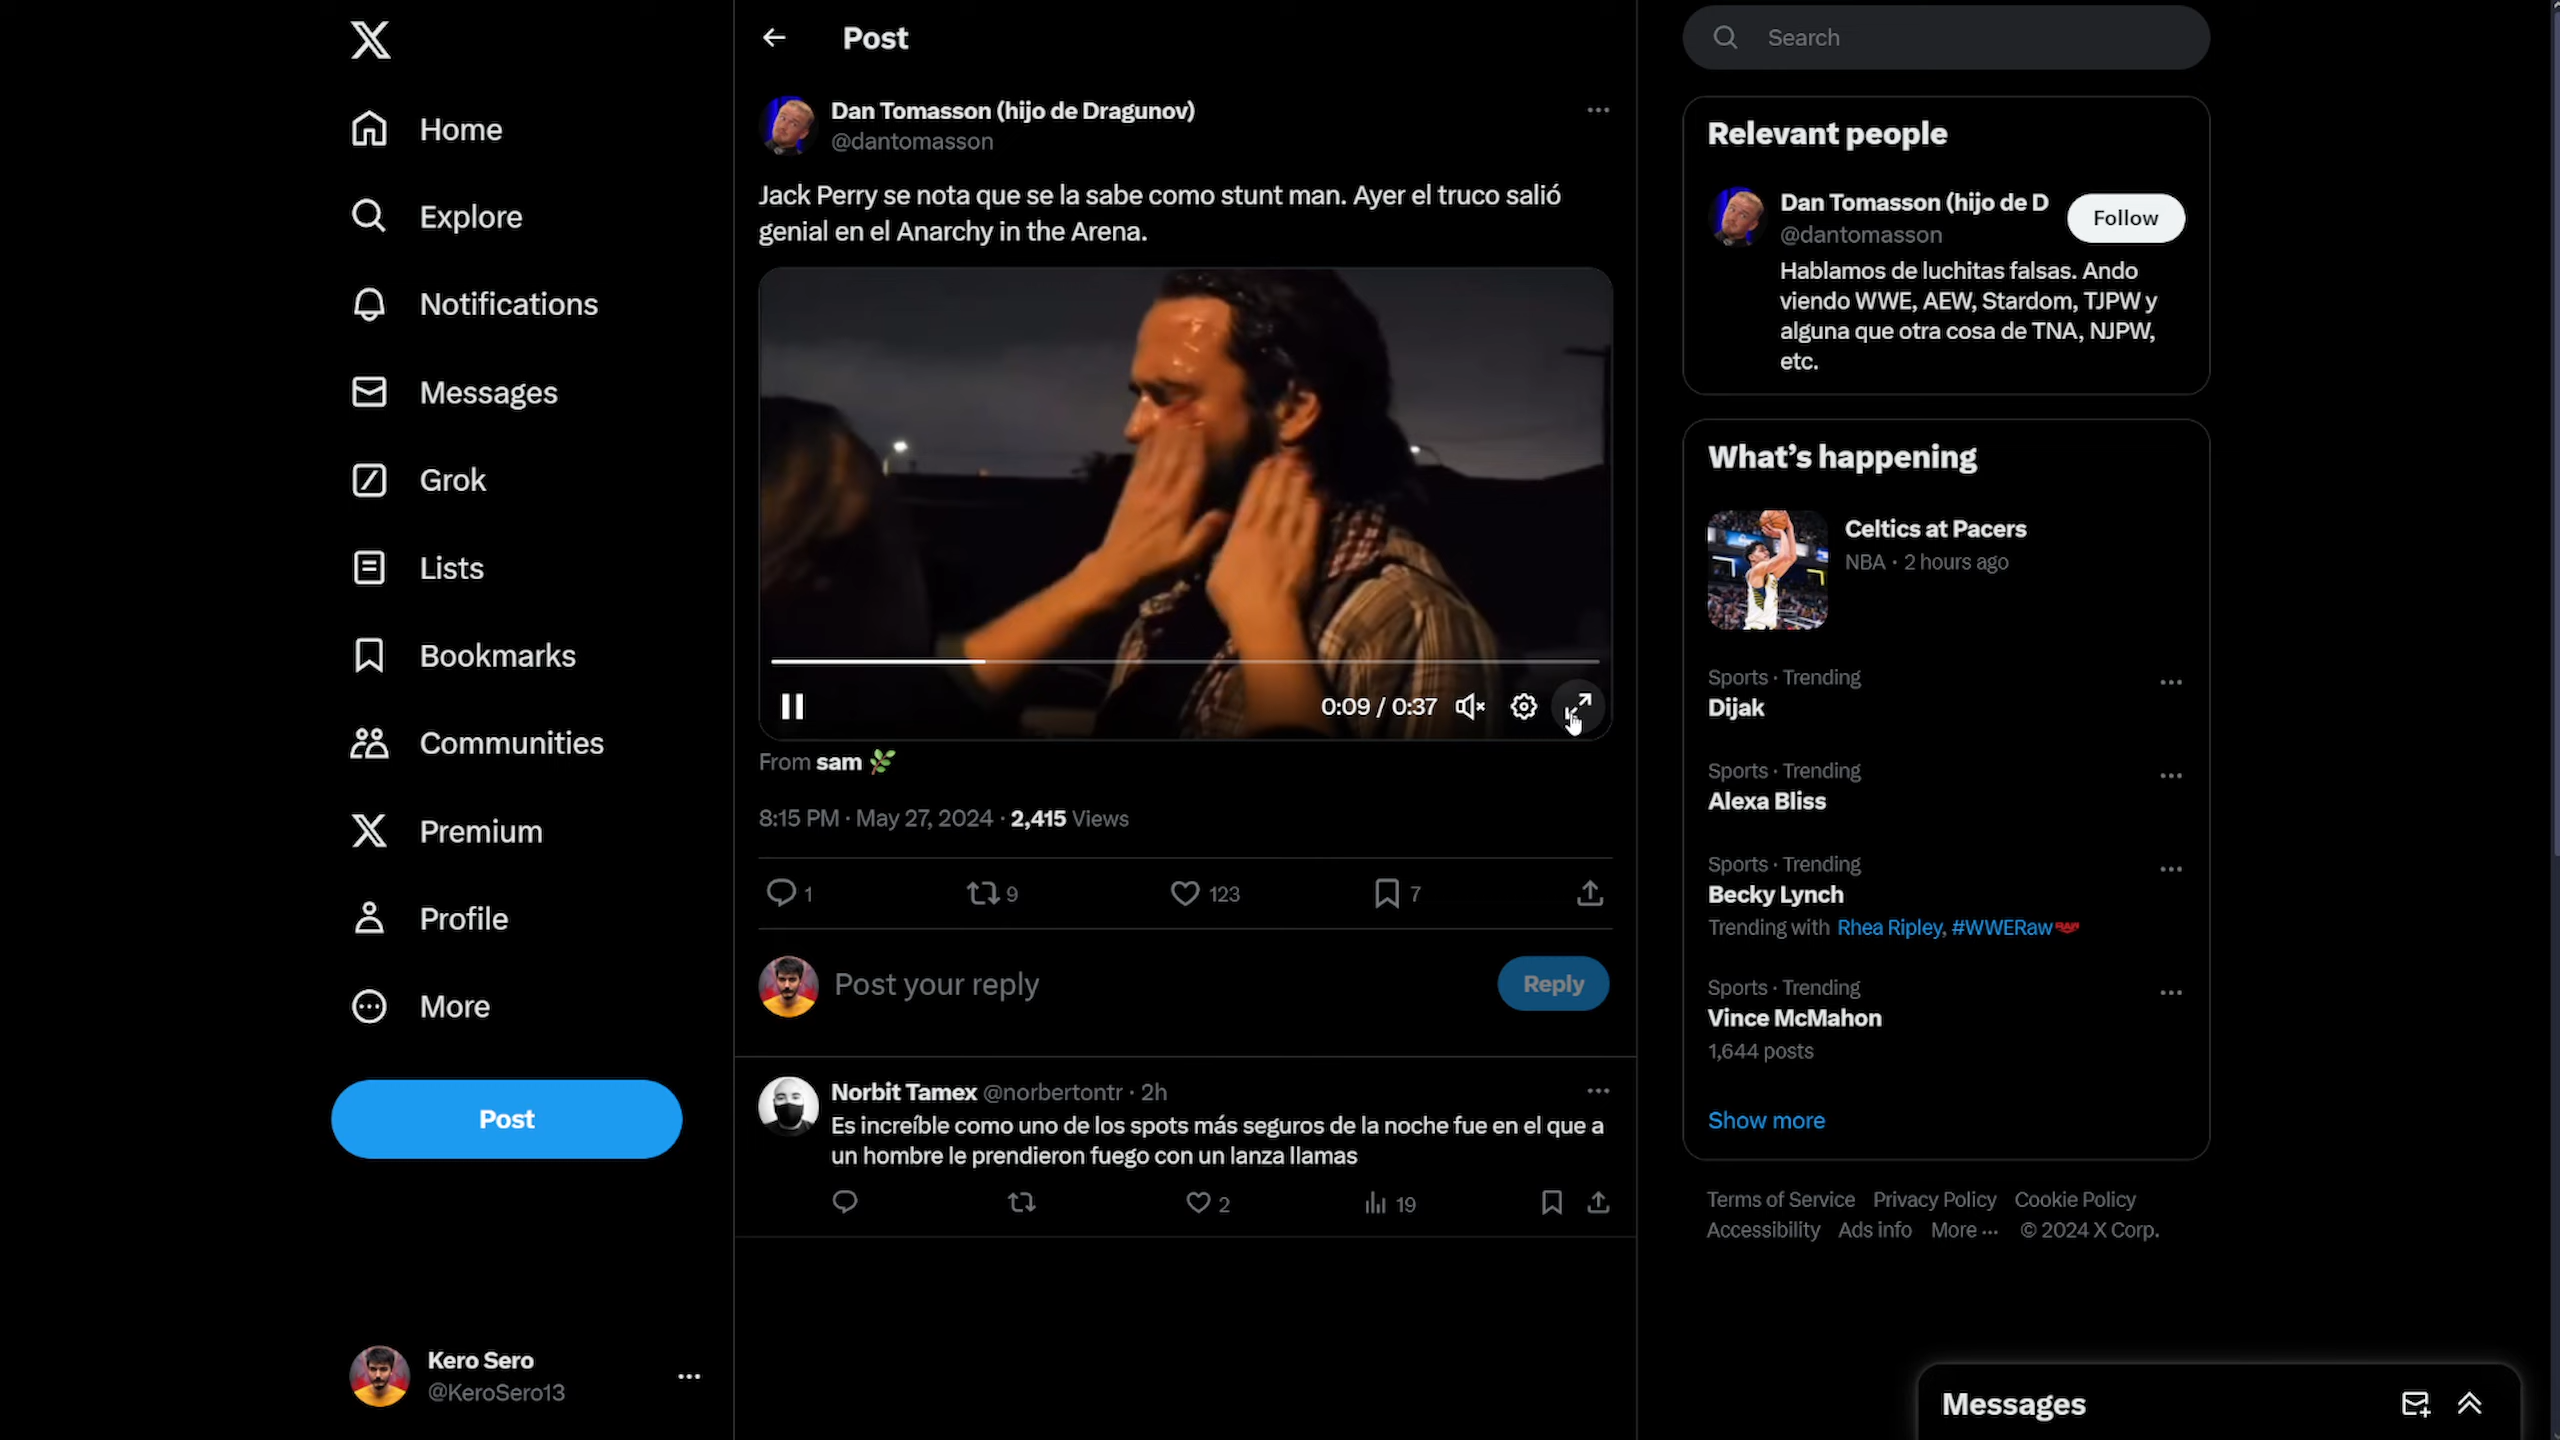 Home
Explore
Notifications
Messages
Grok
Lists
Bookmarks
Communities
Premium
Profile
More
Post
Kero Sero
@KeroSero13
Post
Dan Tomasson (hijo de Dragunov)
@dantomasson
Jack Perry se nota que se la sabe como stunt man. Ayer el truco salió
genial en el Anarchy in the Arena.
0:09 / 0:37
From sam 🌿
8:15 PM · May 27, 2024 · 2,415 Views
1 9 123 7
Post your reply
Reply
Norbit Tamex @norbertontr · 2h
Es increíble como uno de los spots más seguros de la noche fue en el que a
un hombre le prendieron fuego con un lanza llamas
2 19
Search
Relevant people
Dan Tomasson (hijo de D
@dantomasson
Follow
Hablamos de luchitas falsas. Ando
viendo WWE, AEW, Stardom, TJPW y
alguna que otra cosa de TNA, NJPW,
etc.
What's happening
Celtics at Pacers
NBA · 2 hours ago
Sports · Trending
Dijak
Sports · Trending
Alexa Bliss
Sports · Trending
Becky Lynch
Trending with Rhea Ripley, #WWERaw
Sports · Trending
Vince McMahon
1,644 posts
Show more
Terms of Service Privacy Policy Cookie Policy
Accessibility Ads info More ··· © 2024 X Corp.
Messages